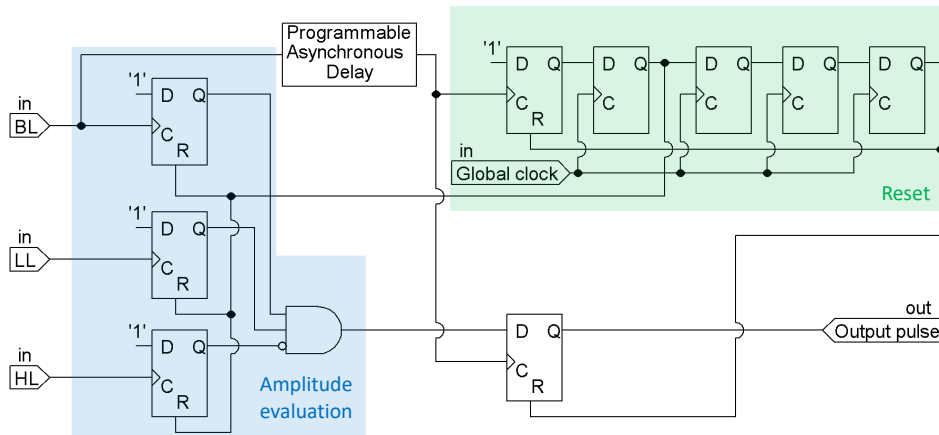 Programmable
Asynchronous
Delay
'1'
D
C
R
D
C
D
C
D
C
D
C
in
Global clock
Reset
in
BL
'1'
D
Q
C
R
in
LL
'1'
D
Q
C
R
in
HL
'1'
D
Q
C
R
Amplitude
evaluation
D
Q
C
R
out
Output pulse